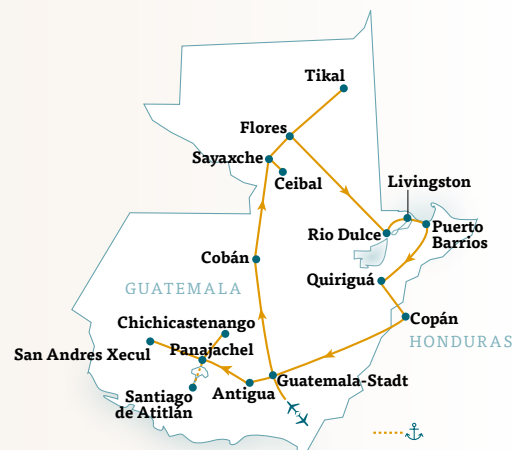 Tikal
Flores
Sayaxche
Ceibal
Livingston
Rio Dulce
Puerto
Barrios
Cobán
Quiriguá
GUATEMALA
Chichicastenango
Copán
HONDURAS
San Andres Xecul
Panajachel
Guatemala-Stadt
Santiago
de Atitlán
Antigua